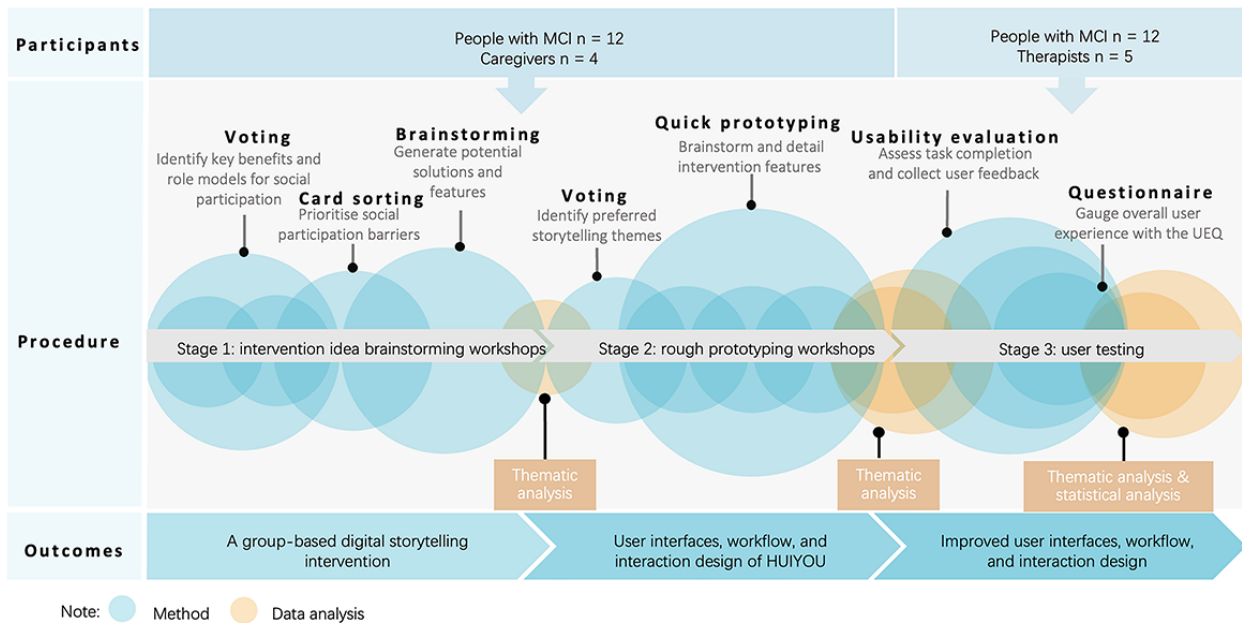 Participants
People with MCI n = 12
Caregivers n = 4
People with MCI n = 12
Therapists n = 5
Procedure
Voting
Identify key benefits and
role models for social
participation
Card sorting
Prioritise social
participation barriers
Brainstorming
Generate potential
solutions and
features
Voting
Identify preferred
storytelling themes
Quick prototyping
Brainstorm and detail
intervention features
Usability evaluation
Assess task completion
and collect user feedback
Questionnaire
Gauge overall user
experience with the UEQ
Stage 1: intervention idea brainstorming workshops
Stage 2: rough prototyping workshops
Stage 3: user testing
Thematic
analysis
Thematic
analysis
Thematic analysis &
statistical analysis
Outcomes
A group-based digital storytelling
intervention
User interfaces, workflow, and
interaction design of HUIYOU
Improved user interfaces, workflow,
and interaction design
Note:
Method
Data analysis